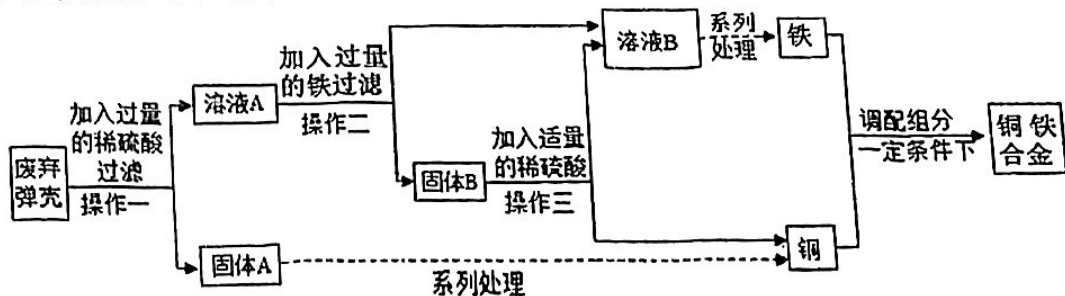 废弃
弹壳
加入过量
的稀硫酸
过滤
操作一
溶液A
固体A
加入过量
的铁过滤
操作二
固体B
加入适量
的稀硫酸
操作三
溶液B
系列
处理
铁
系列处理
铜
调配组分
一定条件下
铜铁
合金